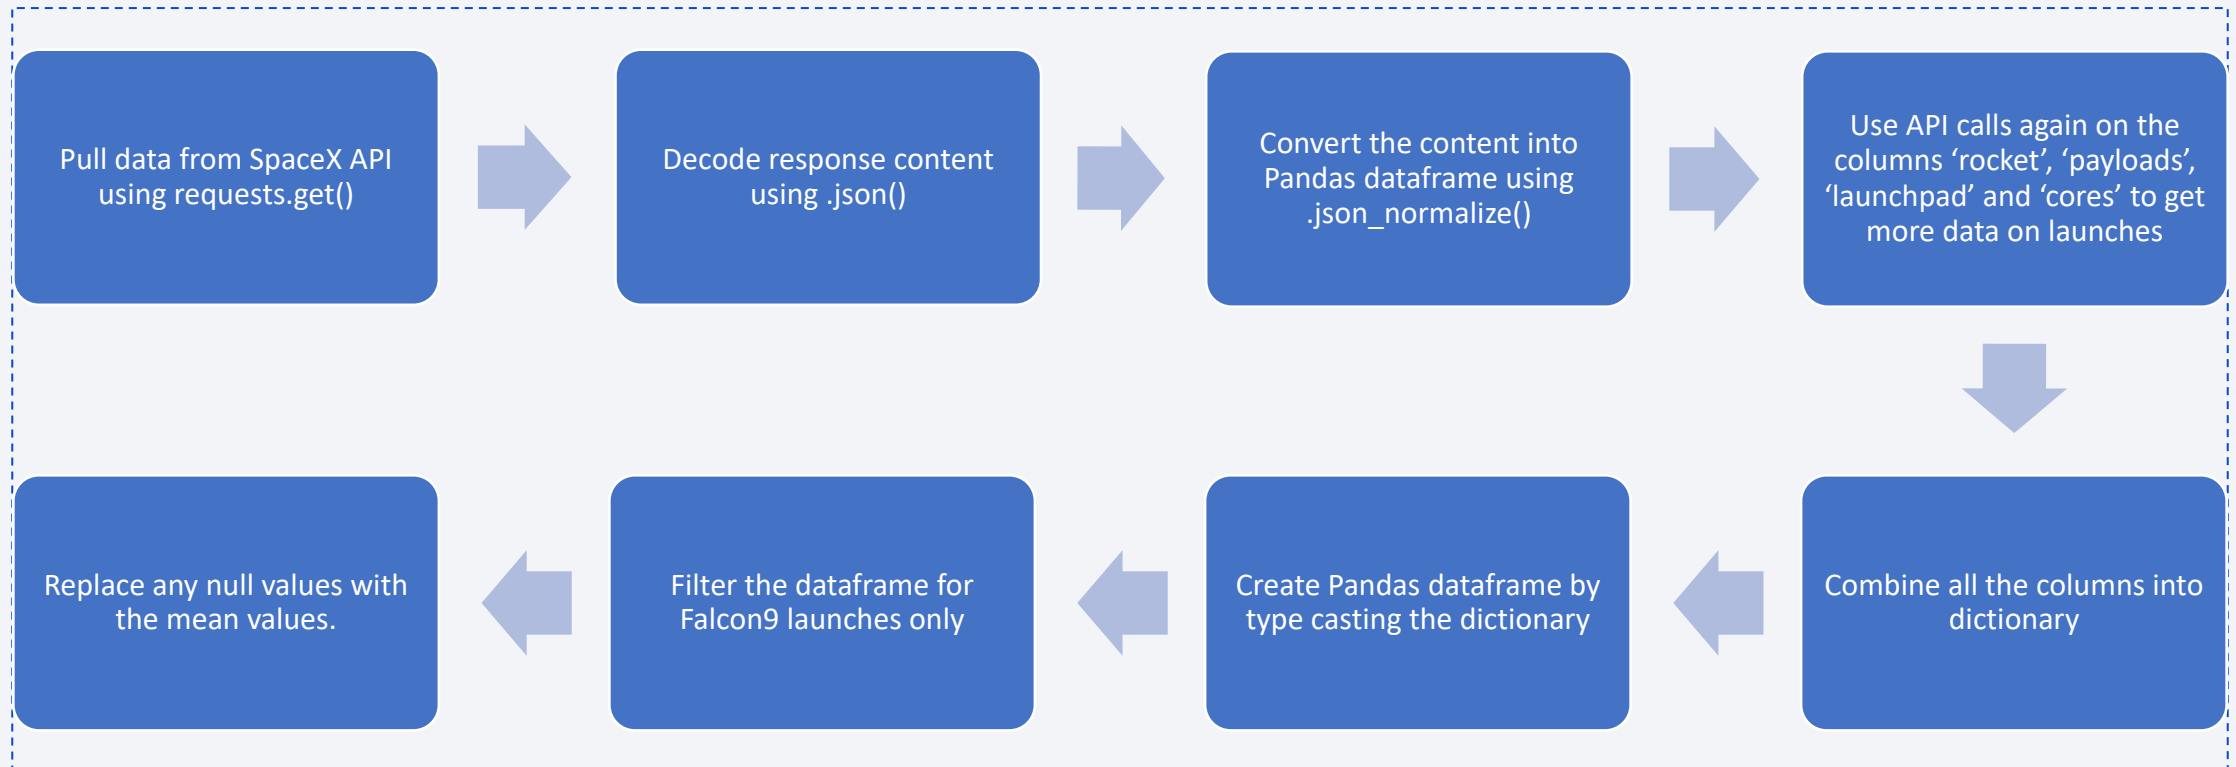 Pull data from SpaceX API
using requests.get()
Decode response content
using .json()
Convert the content into
Pandas dataframe using
.json_normalize()
Use API calls again on the
columns ‘rocket’, ‘payloads’,
‘launchpad’ and ‘cores’ to get
more data on launches
Combine all the columns into
dictionary
Create Pandas dataframe by
type casting the dictionary
Filter the dataframe for
Falcon9 launches only
Replace any null values with
the mean values.